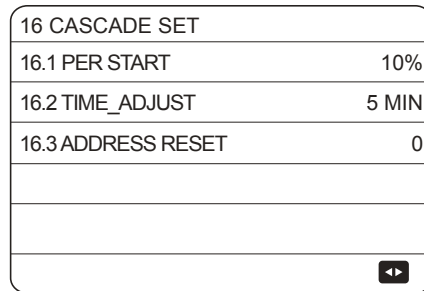 16 CASCADE SET
16.1 PER START 10%
16.2 TIME_ADJUST 5 MIN
16.3 ADDRESS RESET 0